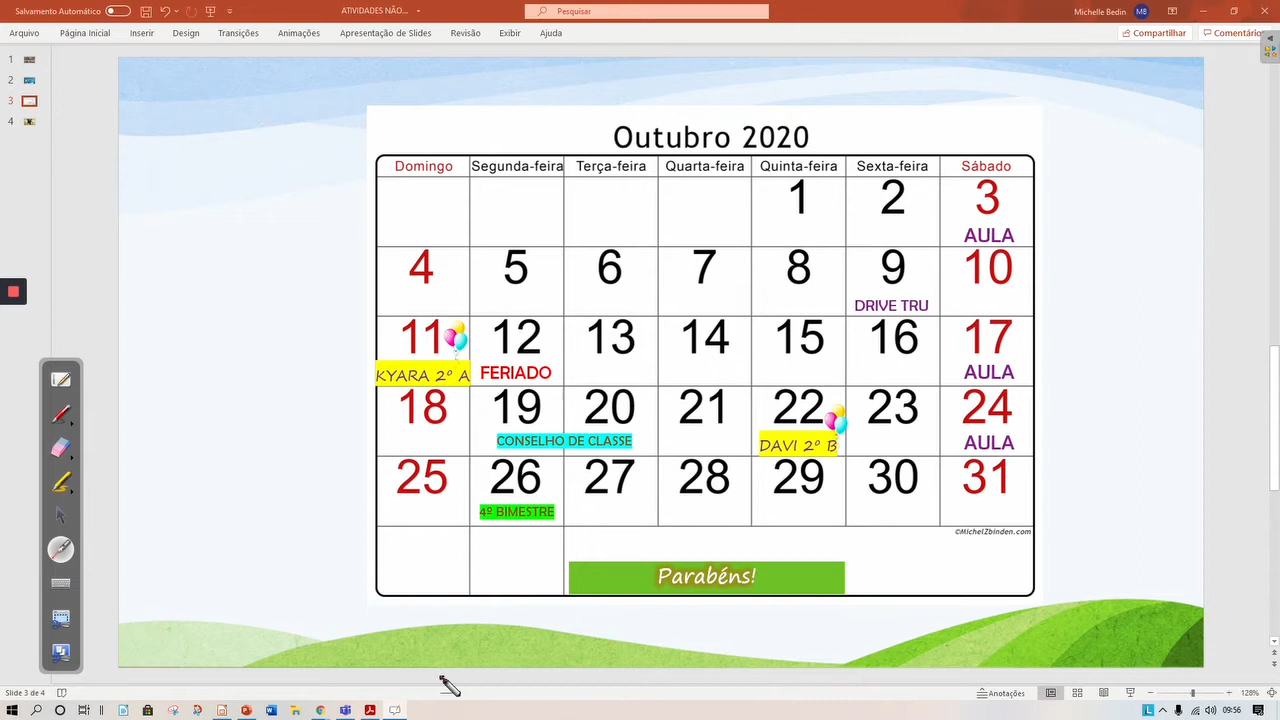 Salvamento Automático
ATIVIDADES NÃO...
Pesquisar
Michelle Bedin
MB
Arquivo Página Inicial Inserir Design Transições Animações Apresentação de Slides Revisão Exibir Ajuda
Compartilhar
Comentários
1
2
3
4
Outubro 2020
Domingo Segunda-feira Terça-feira Quarta-feira Quinta-feira Sexta-feira Sábado
1 2 3
AULA
4 5 6 7 8 9 10
DRIVE TRU
11 12 13 14 15 16 17
KYARA 2º A FERIADO AULA
18 19 20 21 22 23 24
CONSELHO DE CLASSE DAVI 2º B AULA
25 26 27 28 29 30 31
4º BIMESTRE
©MichelZbinden.com
Parabéns!
Slide 3 de 4
Anotações
128%
09:56